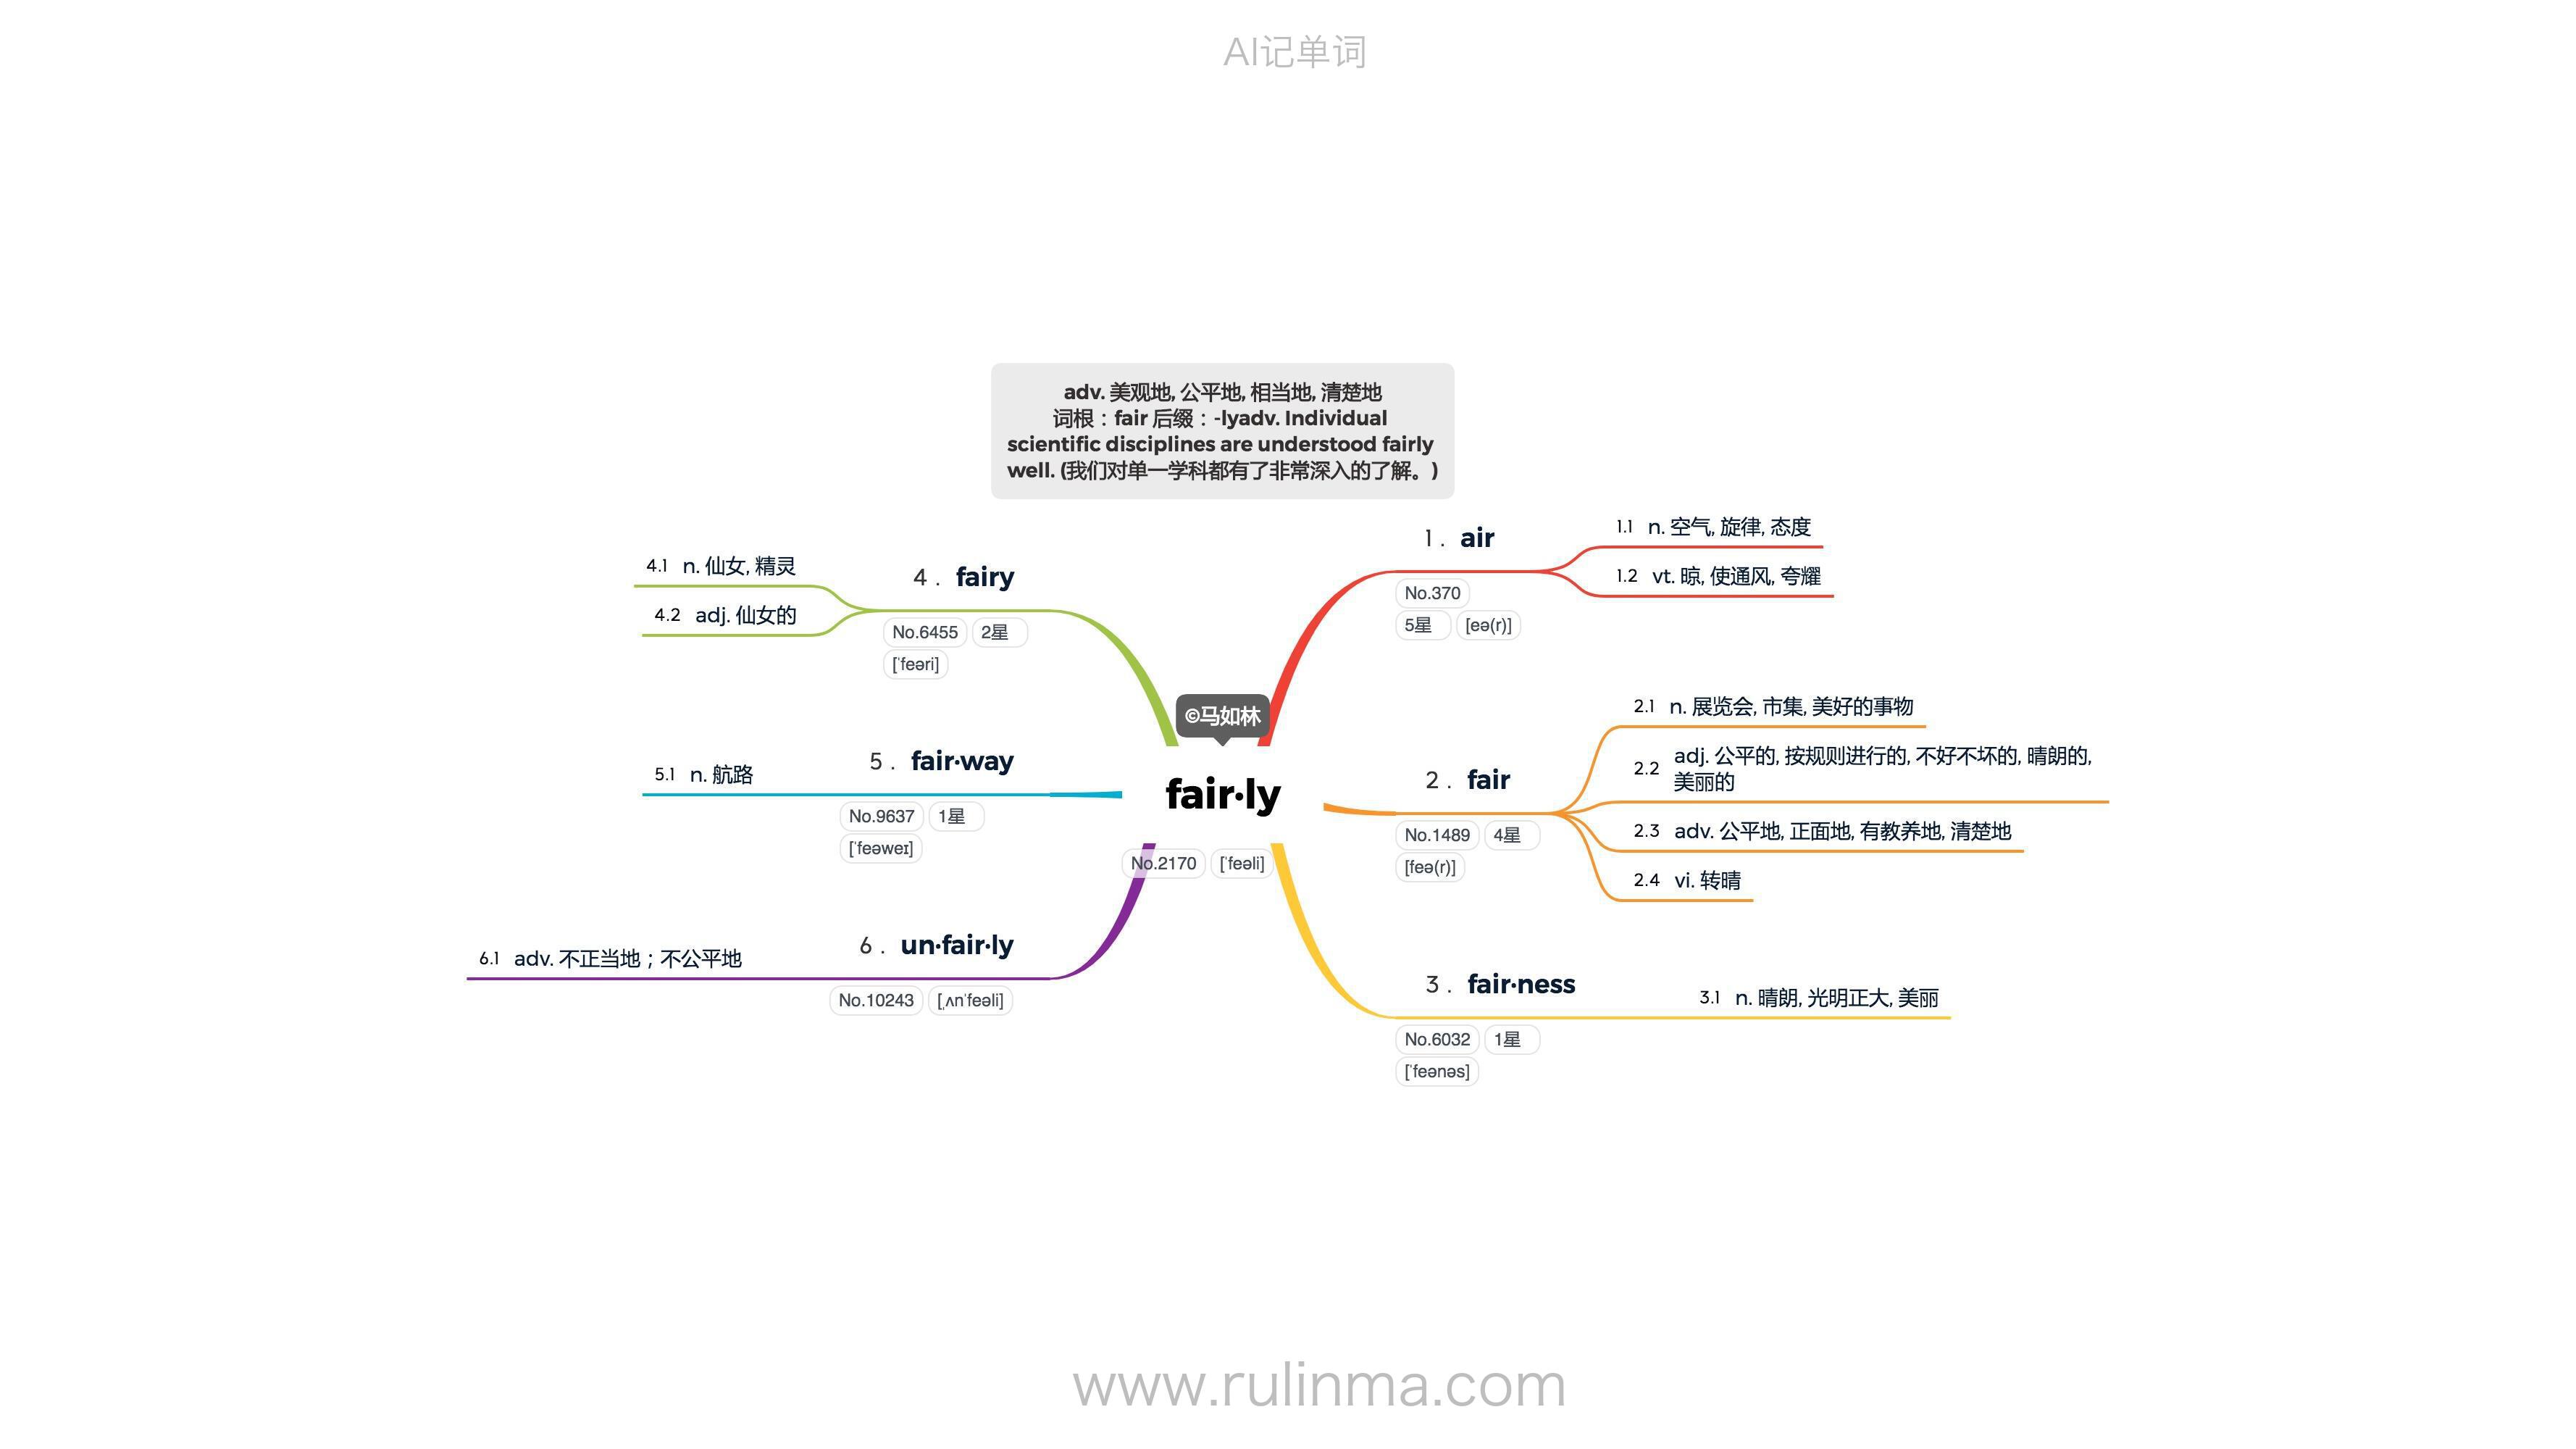 AI记单词
adv. 美观地, 公平地, 相当地, 清楚地
词根：fair 后缀：-lyadv. Individual
scientific disciplines are understood fairly
well. (我们对单一学科都有了非常深入的了解。)
©马如林
fair·ly
No.2170 [ˈfeəli]
1 . air
No.370
5星 [eə(r)]
1.1 n. 空气, 旋律, 态度
1.2 vt. 晾, 使通风, 夸耀
2 . fair
No.1489 4星
[feə(r)]
2.1 n. 展览会, 市集, 美好的事物
2.2 adj. 公平的, 按规则进行的, 不好不坏的, 晴朗的,
美丽的
2.3 adv. 公平地, 正面地, 有教养地, 清楚地
2.4 vi. 转晴
3 . fair·ness
No.6032 1星
[ˈfeənəs]
3.1 n. 晴朗, 光明正大, 美丽
4 . fairy
No.6455 2星
[ˈfeəri]
4.1 n. 仙女, 精灵
4.2 adj. 仙女的
5 . fair·way
No.9637 1星
[ˈfeəweɪ]
5.1 n. 航路
6 . un·fair·ly
No.10243 [ˌʌnˈfeəli]
6.1 adv. 不正当地；不公平地
www.rulinma.com